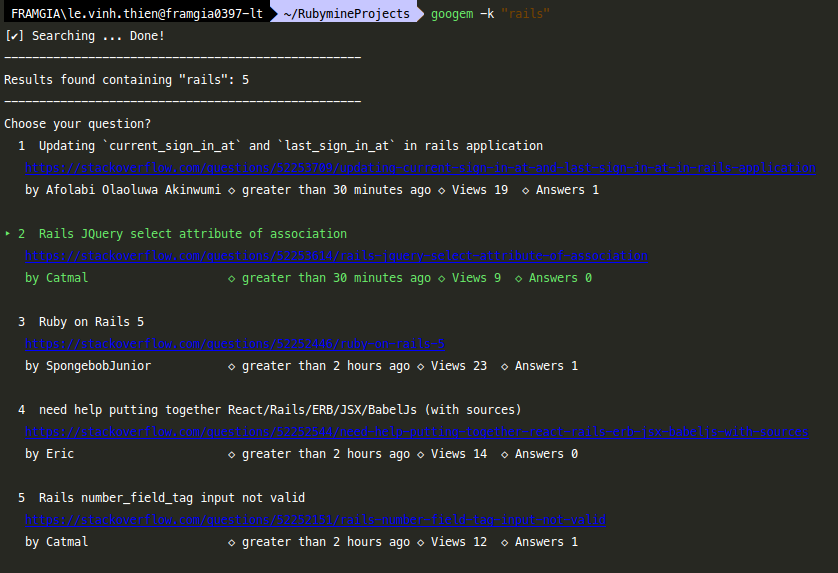 FRAMGIA\le.vinh.thien@framgia0397-lt ~/RubymineProjects googem -k "rails"
[✔] Searching ... Done!
___________________________________________________
Results found containing "rails": 5
___________________________________________________
Choose your question?
1 Updating `current_sign_in_at` and `last_sign_in_at` in rails application
https://stackoverflow.com/questions/52253709/updating-current-sign-in-at-and-last-sign-in-at-in-rails-application
by Afolabi Olaoluwa Akinwumi ◇ greater than 30 minutes ago ◇ Views 19 ◇ Answers 1
‣ 2 Rails JQuery select attribute of association
https://stackoverflow.com/questions/52253614/rails-jquery-select-attribute-of-association
by Catmal ◇ greater than 30 minutes ago ◇ Views 9 ◇ Answers 0
3 Ruby on Rails 5
https://stackoverflow.com/questions/52252446/ruby-on-rails-5
by SpongebobJunior ◇ greater than 2 hours ago ◇ Views 23 ◇ Answers 1
4 need help putting together React/Rails/ERB/JSX/BabelJs (with sources)
https://stackoverflow.com/questions/52252544/need-help-putting-together-react-rails-erb-jsx-babeljs-with-sources
by Eric ◇ greater than 2 hours ago ◇ Views 14 ◇ Answers 0
5 Rails number_field_tag input not valid
https://stackoverflow.com/questions/52252151/rails-number-field-tag-input-not-valid
by Catmal ◇ greater than 2 hours ago ◇ Views 12 ◇ Answers 1